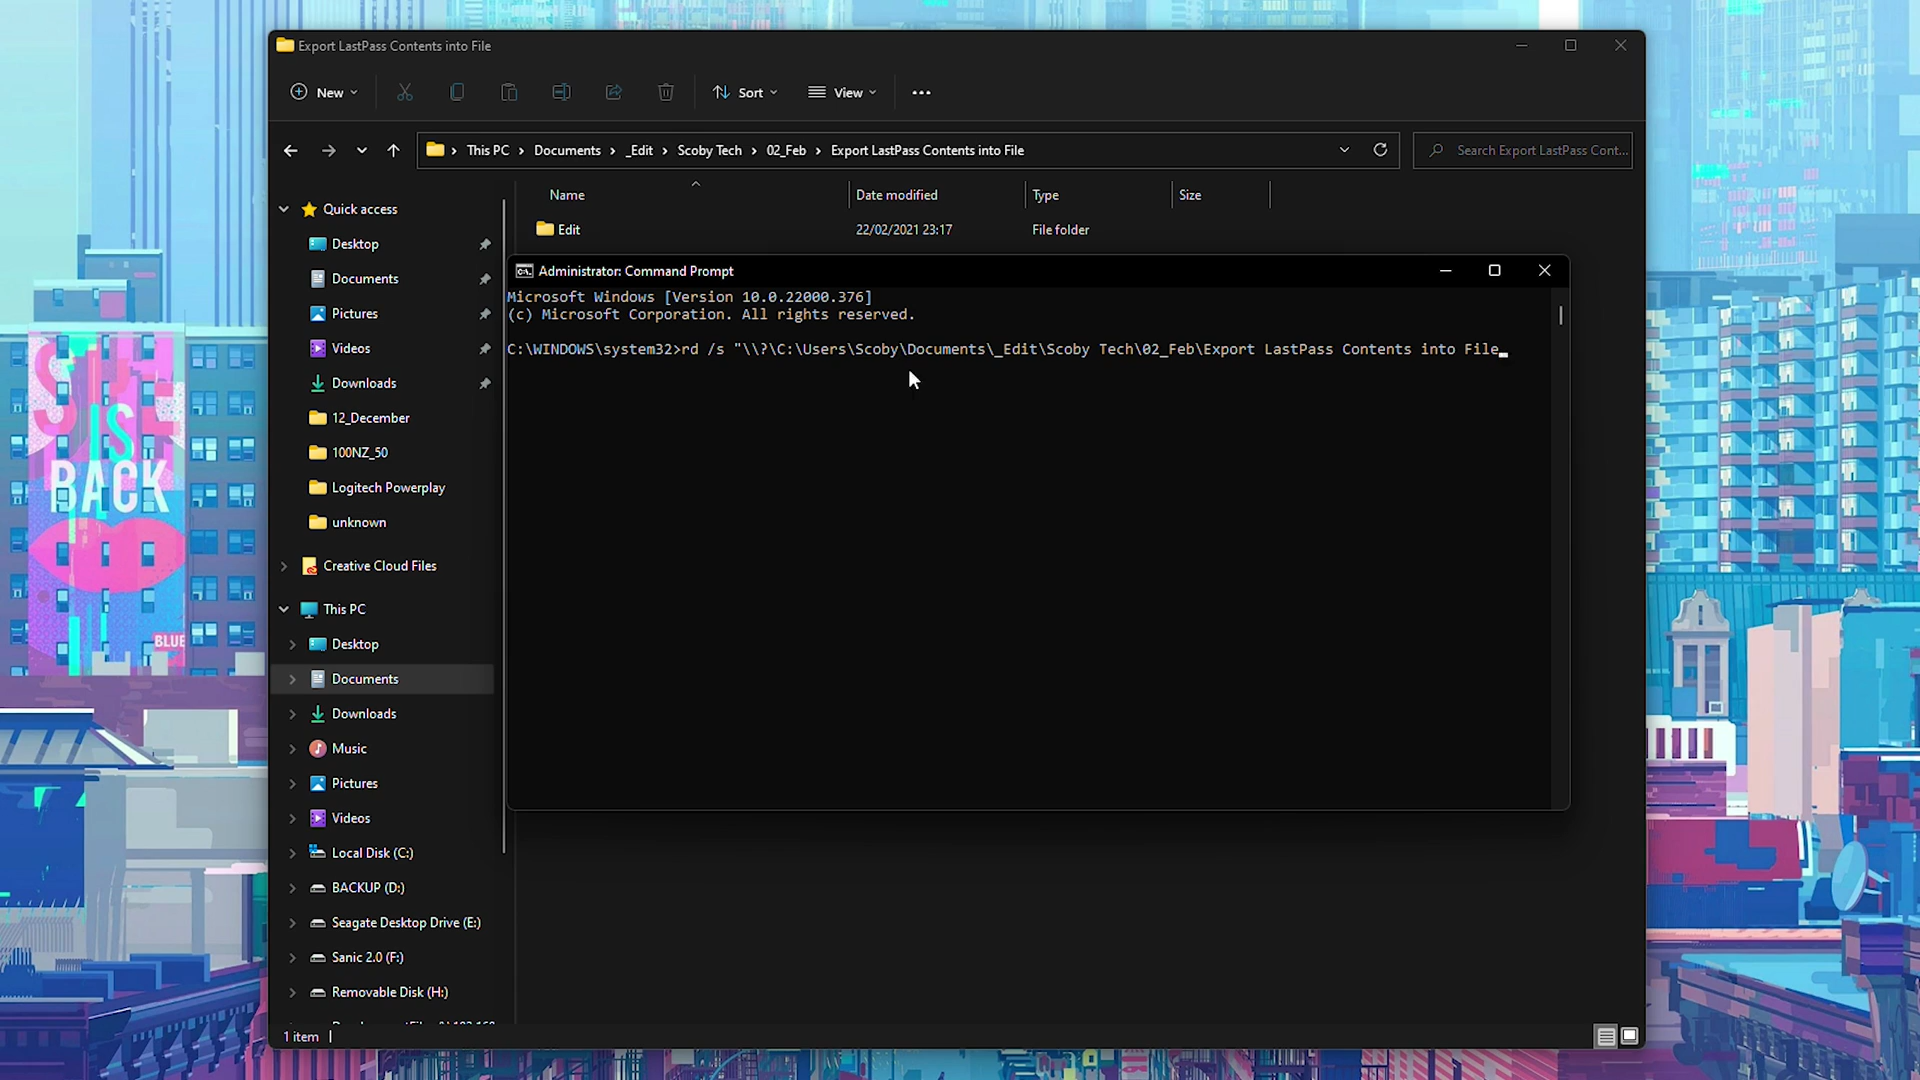 Export LastPass Contents into File
New
Sort
View
This PC > Documents > _Edit > Scoby Tech > 02_Feb > Export LastPass Contents into File
Search Export LastPass Cont...
Name
Date modified
Type
Size
Edit
22/02/2021 23:17
File folder
Quick access
Desktop
Documents
Pictures
Videos
Downloads
12_December
100NZ_50
Logitech Powerplay
unknown
Creative Cloud Files
This PC
Desktop
Documents
Downloads
Music
Pictures
Videos
Local Disk (C:)
BACKUP (D:)
Seagate Desktop Drive (E:)
Sanic 2.0 (F:)
Removable Disk (H:)
1 item
Administrator: Command Prompt
Microsoft Windows [Version 10.0.22000.376]
(c) Microsoft Corporation. All rights reserved.
C:\WINDOWS\system32>rd /s "\\?\C:\Users\Scoby\Documents\_Edit\Scoby Tech\02_Feb\Export LastPass Contents into File
IS
BACK
BLUE